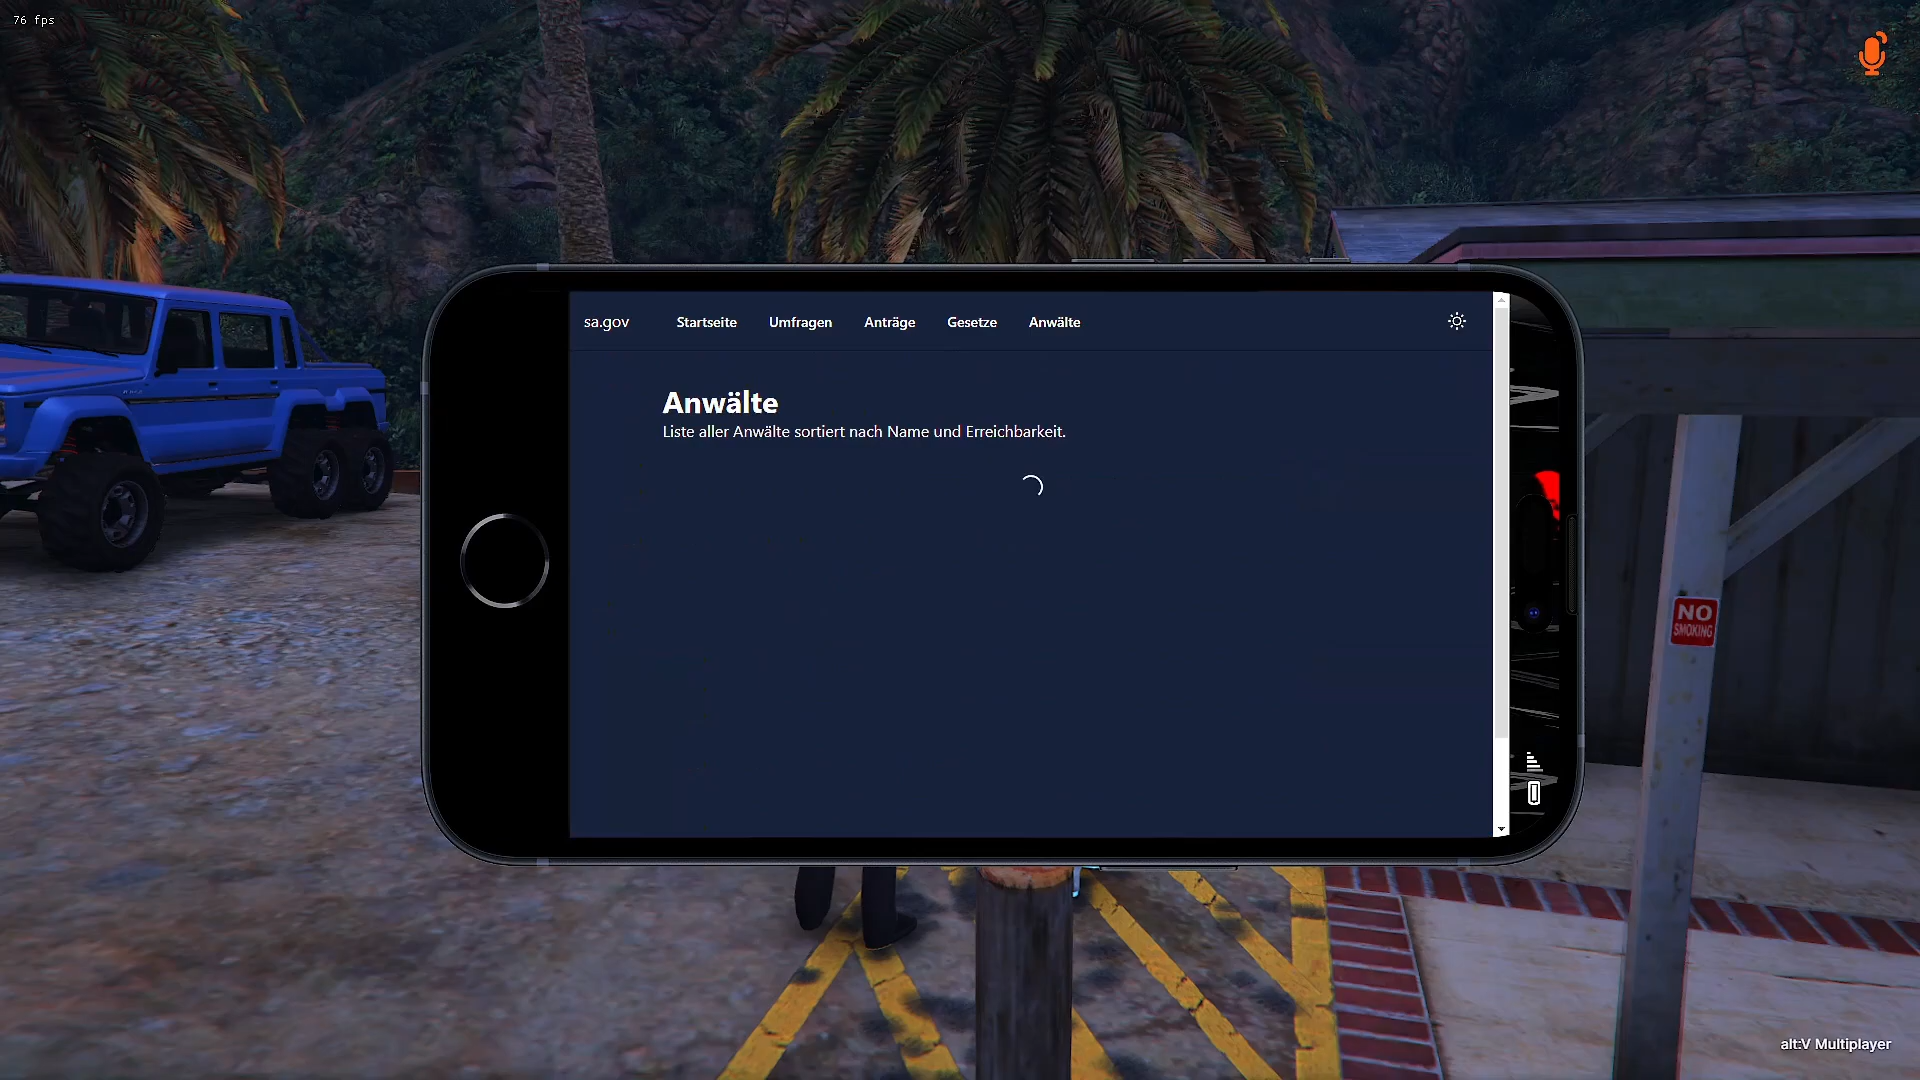 76 fps
sa.gov Startseite Umfragen Anträge Gesetze Anwälte
Anwälte
Liste aller Anwälte sortiert nach Name und Erreichbarkeit.
NO
SMOKING
alt:V Multiplayer